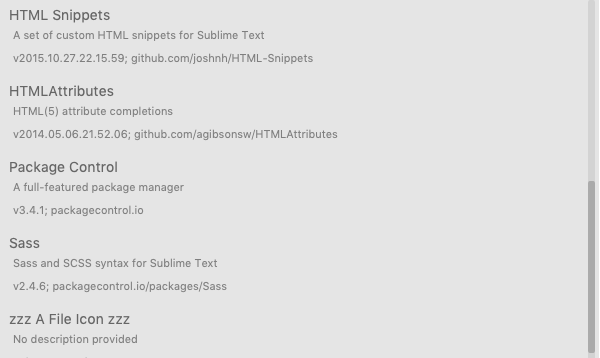 HTML Snippets
A set of custom HTML snippets for Sublime Text
v2015.10.27.22.15.59; github.com/joshnh/HTML-Snippets
HTMLAttributes
HTML(5) attribute completions
v2014.05.06.21.52.06; github.com/agibsonsw/HTMLAttributes
Package Control
A full-featured package manager
v3.4.1; packagecontrol.io
Sass
Sass and SCSS syntax for Sublime Text
v2.4.6; packagecontrol.io/packages/Sass
zzz A File Icon zzz
No description provided